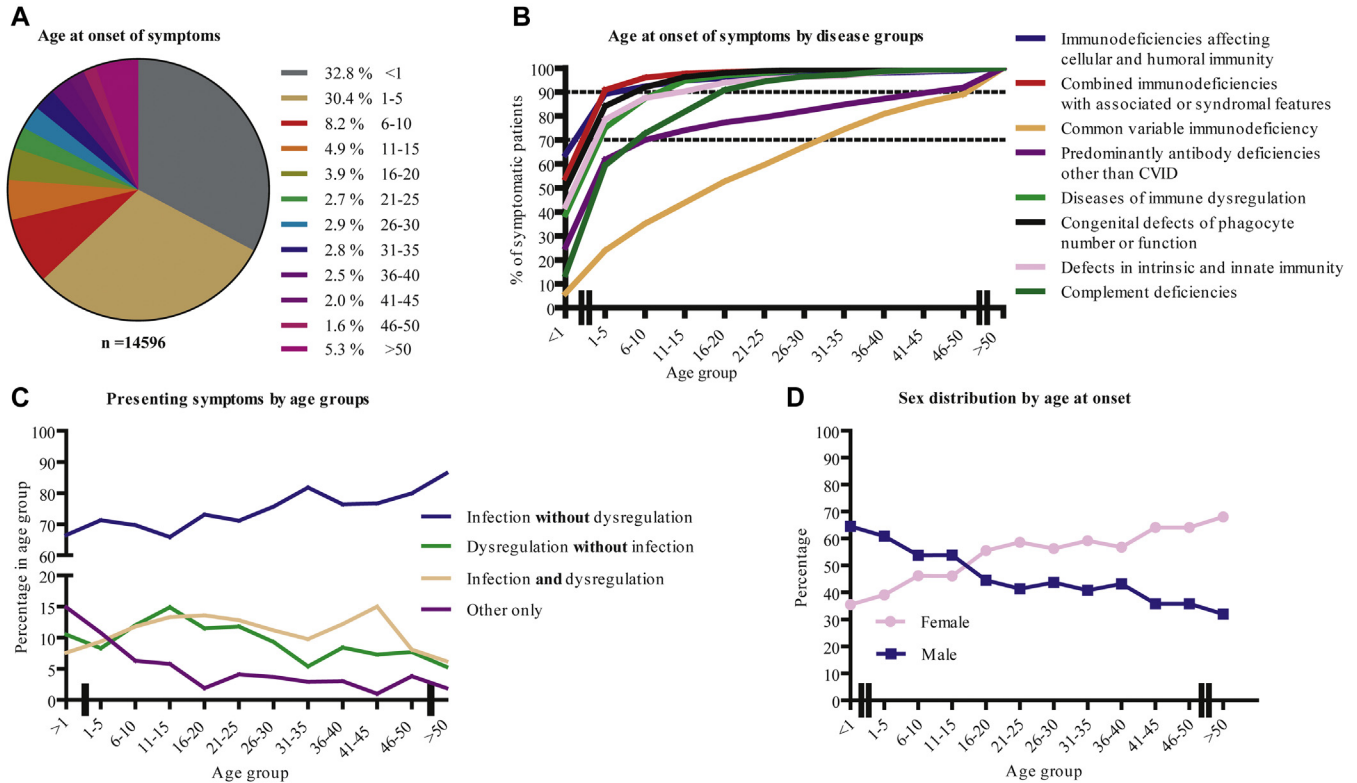 A
Age at onset of symptoms
32.8 % <1
30.4 % 1-5
8.2 % 6-10
4.9 % 11-15
3.9 % 16-20
2.7 % 21-25
2.9 % 26-30
2.8 % 31-35
2.5 % 36-40
2.0 % 41-45
1.6 % 46-50
5.3 % >50
n =14596
B
Age at onset of symptoms by disease groups
% of symptomatic patients
100
90
80
70
60
50
40
30
20
10
0
<1
1-5
6-10
11-15
16-20
21-25
26-30
31-35
36-40
41-45
46-50
>50
Age group
Immunodeficiencies affecting
cellular and humoral immunity
Combined immunodeficiencies
with associated or syndromal features
Common variable immunodeficiency
Predominantly antibody deficiencies
other than CVID
Diseases of immune dysregulation
Congenital defects of phagocyte
number or function
Defects in intrinsic and innate immunity
Complement deficiencies
C
Presenting symptoms by age groups
Percentage in age group
100
90
80
70
60
20
15
10
5
0
>1
1-5
6-10
11-15
16-20
21-25
26-30
31-35
36-40
41-45
46-50
>50
Age group
Infection without dysregulation
Dysregulation without infection
Infection and dysregulation
Other only
D
Sex distribution by age at onset
Percentage
100
90
80
70
60
50
40
30
20
10
0
Female
Male
<1
1-5
6-10
11-15
16-20
21-25
26-30
31-35
36-40
41-45
46-50
>50
Age group